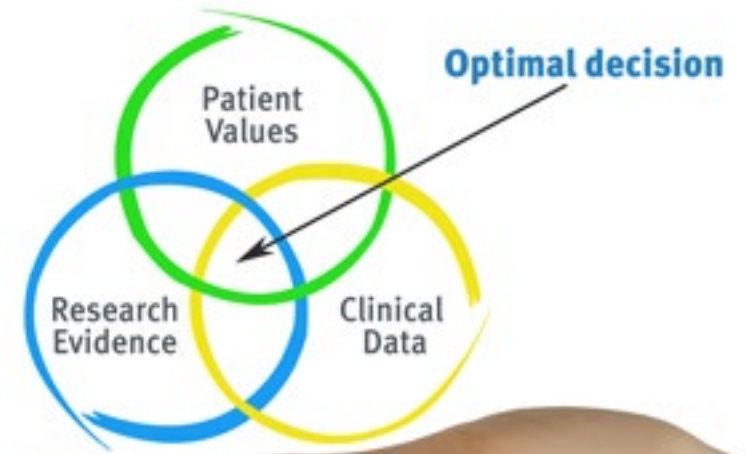 Optimal decision
Patient
Values
Research
Evidence
Clinical
Data